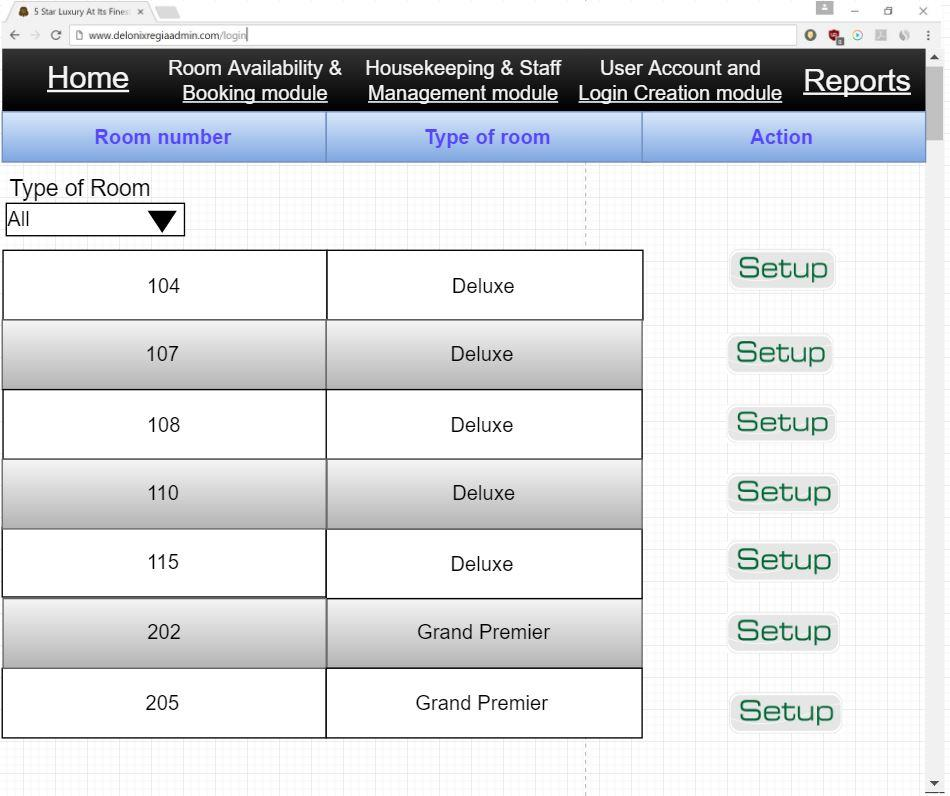 5 Star Luxury At Its Fines
www.delonixregiaadmin.com/login
Home
Room Availability &
Booking module
Housekeeping & Staff
Management module
User Account and
Login Creation module
Reports
Room number
Type of room
Action
Type of Room
All
104 Deluxe Setup
107 Deluxe Setup
108 Deluxe Setup
110 Deluxe Setup
115 Deluxe Setup
202 Grand Premier Setup
205 Grand Premier Setup